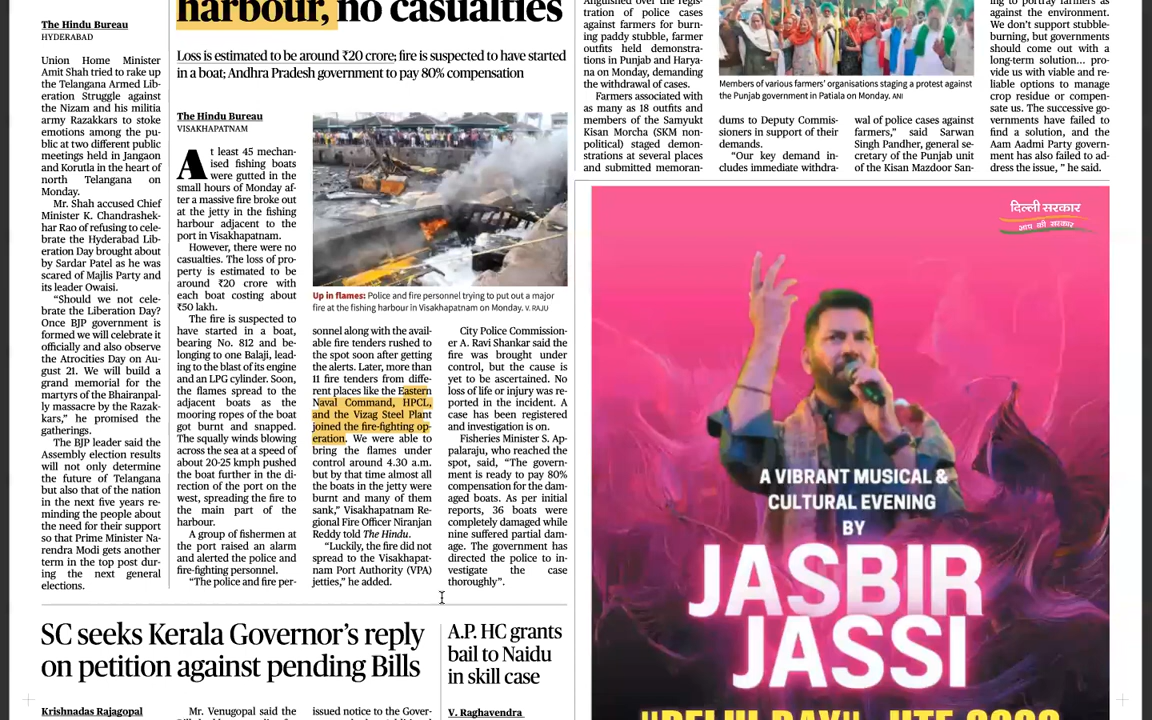 The Hindu Bureau
HYDERABAD
Union Home Minister
Amit Shah tried to rake up
the Telangana Armed Lib-
eration Struggle against
the Nizam and his militia
army Razakkars to stoke
emotions among the pu-
blic at two different public
meetings held in Jangaon
and Korutla in the heart of
north Telangana on
Monday.
Mr. Shah accused Chief
Minister K. Chandrashek-
har Rao of refusing to cele-
brate the Hyderabad Lib-
eration Day brought about
by Sardar Patel as he was
scared of Majlis Party and
its leader Owaisi.
“Should we not cele-
brate the Liberation Day?
Once BJP government is
formed we will celebrate it
officially and also observe
the Atrocities Day on Au-
gust 21. We will build a
grand memorial for the
martyrs of the Bhairanpal-
ly massacre by the Razak-
kars,” he promised the
gatherings.
The BJP leader said the
Assembly election results
will not only determine
the future of Telangana
but also that of the nation
in the next five years re-
minding the people about
the need for their support
so that Prime Minister Na-
rendra Modi gets another
term in the top post dur-
ing the next general
elections.
harbour, no casualties
Loss is estimated to be around ₹20 crore; fire is suspected to have started
in a boat; Andhra Pradesh government to pay 80% compensation
The Hindu Bureau
VISAKHAPATNAM
At least 45 mechan-
ised fishing boats
were gutted in the
small hours of Monday af-
ter a massive fire broke out
at the jetty in the fishing
harbour adjacent to the
port in Visakhapatnam.
However, there were no
casualties. The loss of pro-
perty is estimated to be
around ₹20 crore with
each boat costing about
₹50 lakh.
The fire is suspected to
have started in a boat,
bearing No. 812 and be-
longing to one Balaji, lead-
ing to the blast of its engine
and an LPG cylinder. Soon,
the flames spread to the
adjacent boats as the
mooring ropes of the boat
got burnt and snapped.
The squally winds blowing
across the sea at a speed of
about 20-25 kmph pushed
the boat further in the di-
rection of the port on the
west, spreading the fire to
the main part of the
harbour.
A group of fishermen at
the port raised an alarm
and alerted the police and
fire-fighting personnel.
“The police and fire per-
Up in flames: Police and fire personnel trying to put out a major
fire at the fishing harbour in Visakhapatnam on Monday. V. RAJU
sonnel along with the avail-
able fire tenders rushed to
the spot soon after getting
the alerts. Later, more than
11 fire tenders from diffe-
rent places like the Eastern
Naval Command, HPCL,
and the Vizag Steel Plant
joined the fire-fighting op-
eration. We were able to
bring the flames under
control around 4.30 a.m.
but by that time almost all
the boats in the jetty were
burnt and many of them
sank,” Visakhapatnam Re-
gional Fire Officer Niranjan
Reddy told The Hindu.
“Luckily, the fire did not
spread to the Visakhapat-
nam Port Authority (VPA)
jetties,” he added.
City Police Commission-
er A. Ravi Shankar said the
fire was brought under
control, but the cause is
yet to be ascertained. No
loss of life or injury was re-
ported in the incident. A
case has been registered
and investigation is on.
Fisheries Minister S. Ap-
palaraju, who reached the
spot, said, “The govern-
ment is ready to pay 80%
compensation for the da-
maged boats. As per initial
reports, 36 boats were
completely damaged while
nine suffered partial dam-
age. The government has
directed the police to in-
vestigate the case
thoroughly”.
Anguished over the regis-
tration of police cases
against farmers for burn-
ing paddy stubble, farmer
outfits held demonstra-
tions in Punjab and Harya-
na on Monday, demanding
the withdrawal of cases.
Farmers associated with
as many as 18 outfits and
members of the Samyukt
Kisan Morcha (SKM non-
political) staged demon-
strations at several places
and submitted memoran-
Members of various farmers’ organisations staging a protest against
the Punjab government in Patiala on Monday. ANI
dums to Deputy Commis-
sioners in support of their
demands.
“Our key demand in-
cludes immediate withdra-
wal of police cases against
farmers,” said Sarwan
Singh Pandher, general se-
cretary of the Punjab unit
of the Kisan Mazdoor San-
ing to portray farmers as
against the environment.
We don’t support stubble-
burning, but governments
should come out with a
long-term solution... pro-
vide us with viable and re-
liable options to manage
crop residue or compen-
sate us. The successive go-
vernments have failed to
find a solution, and the
Aam Aadmi Party govern-
ment has also failed to ad-
dress the issue, ” he said.
दिल्ली सरकार
आप की सरकार
A VIBRANT MUSICAL &
CULTURAL EVENING
BY
JASBIR
JASSI
SC seeks Kerala Governor’s reply
on petition against pending Bills
Krishnadas Rajagopal
Mr. Venugopal said the
issued notice to the Gover-
A.P. HC grants
bail to Naidu
in skill case
V. Raghavendra